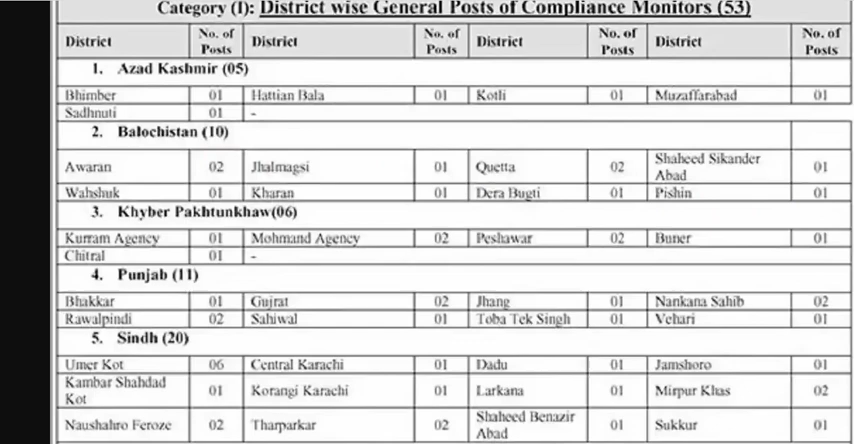 Category (I): District wise General Posts of Compliance Monitors (53)
District No. of Posts District No. of Posts District No. of Posts District No. of Posts
1. Azad Kashmir (05)
Bhimber 01 Hattian Bala 01 Kotli 01 Muzaffarabad 01
Sadhnuti 01 -
2. Balochistan (10)
Awaran 02 Jhalmagsi 01 Quetta 02 Shaheed Sikander Abad 01
Wahshuk 01 Kharan 01 Dera Bugti 01 Pishin 01
3. Khyber Pakhtunkhaw(06)
Kurram Agency 01 Mohmand Agency 02 Peshawar 02 Buner 01
Chitral 01 -
4. Punjab (11)
Bhakkar 01 Gujrat 02 Jhang 01 Nankana Sahib 02
Rawalpindi 02 Sahiwal 01 Toba Tek Singh 01 Vehari 01
5. Sindh (20)
Umer Kot 06 Central Karachi 01 Dadu 01 Jamshoro 01
Kambar Shahdad Kot 01 Korangi Karachi 01 Larkana 01 Mirpur Khas 02
Naushahro Feroze 02 Tharparkar 02 Shaheed Benazir Abad 01 Sukkur 01